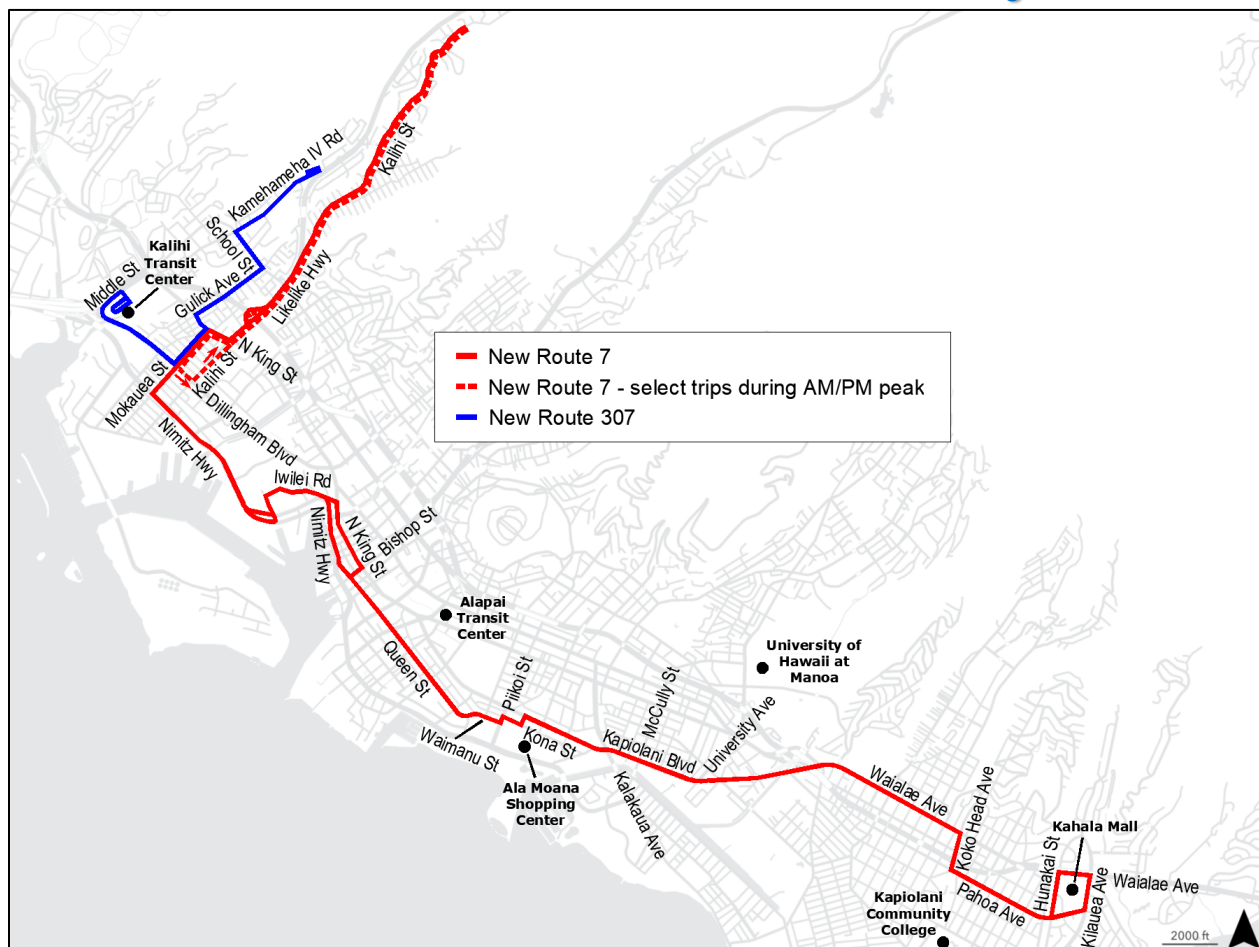 Kalihi St
Kamehameha IV Rd
School St
Kalihi
Transit
Center
Middle St
Gulick Ave
Likelike Hwy
N King St
Kalihi St
Mokauea St
Dillingham Blvd
Nimitz Hwy
New Route 7
New Route 7 - select trips during AM/PM peak
New Route 307
Iwilei Rd
Nimitz Hwy
N King St
Bishop St
Alapai
Transit
Center
University of
Hawaii at
Manoa
Queen St
Piikoi St
McCully St
University Ave
Waimanu St
Kona St
Kapiolani Blvd
Ala Moana
Shopping
Center
Kalakaua Ave
Waialae Ave
Koko Head Ave
Kahala Mall
Hunakai St
Waialae Ave
Pahoa Ave
Kilauea Ave
Kapiolani
Community
College
2000 ft